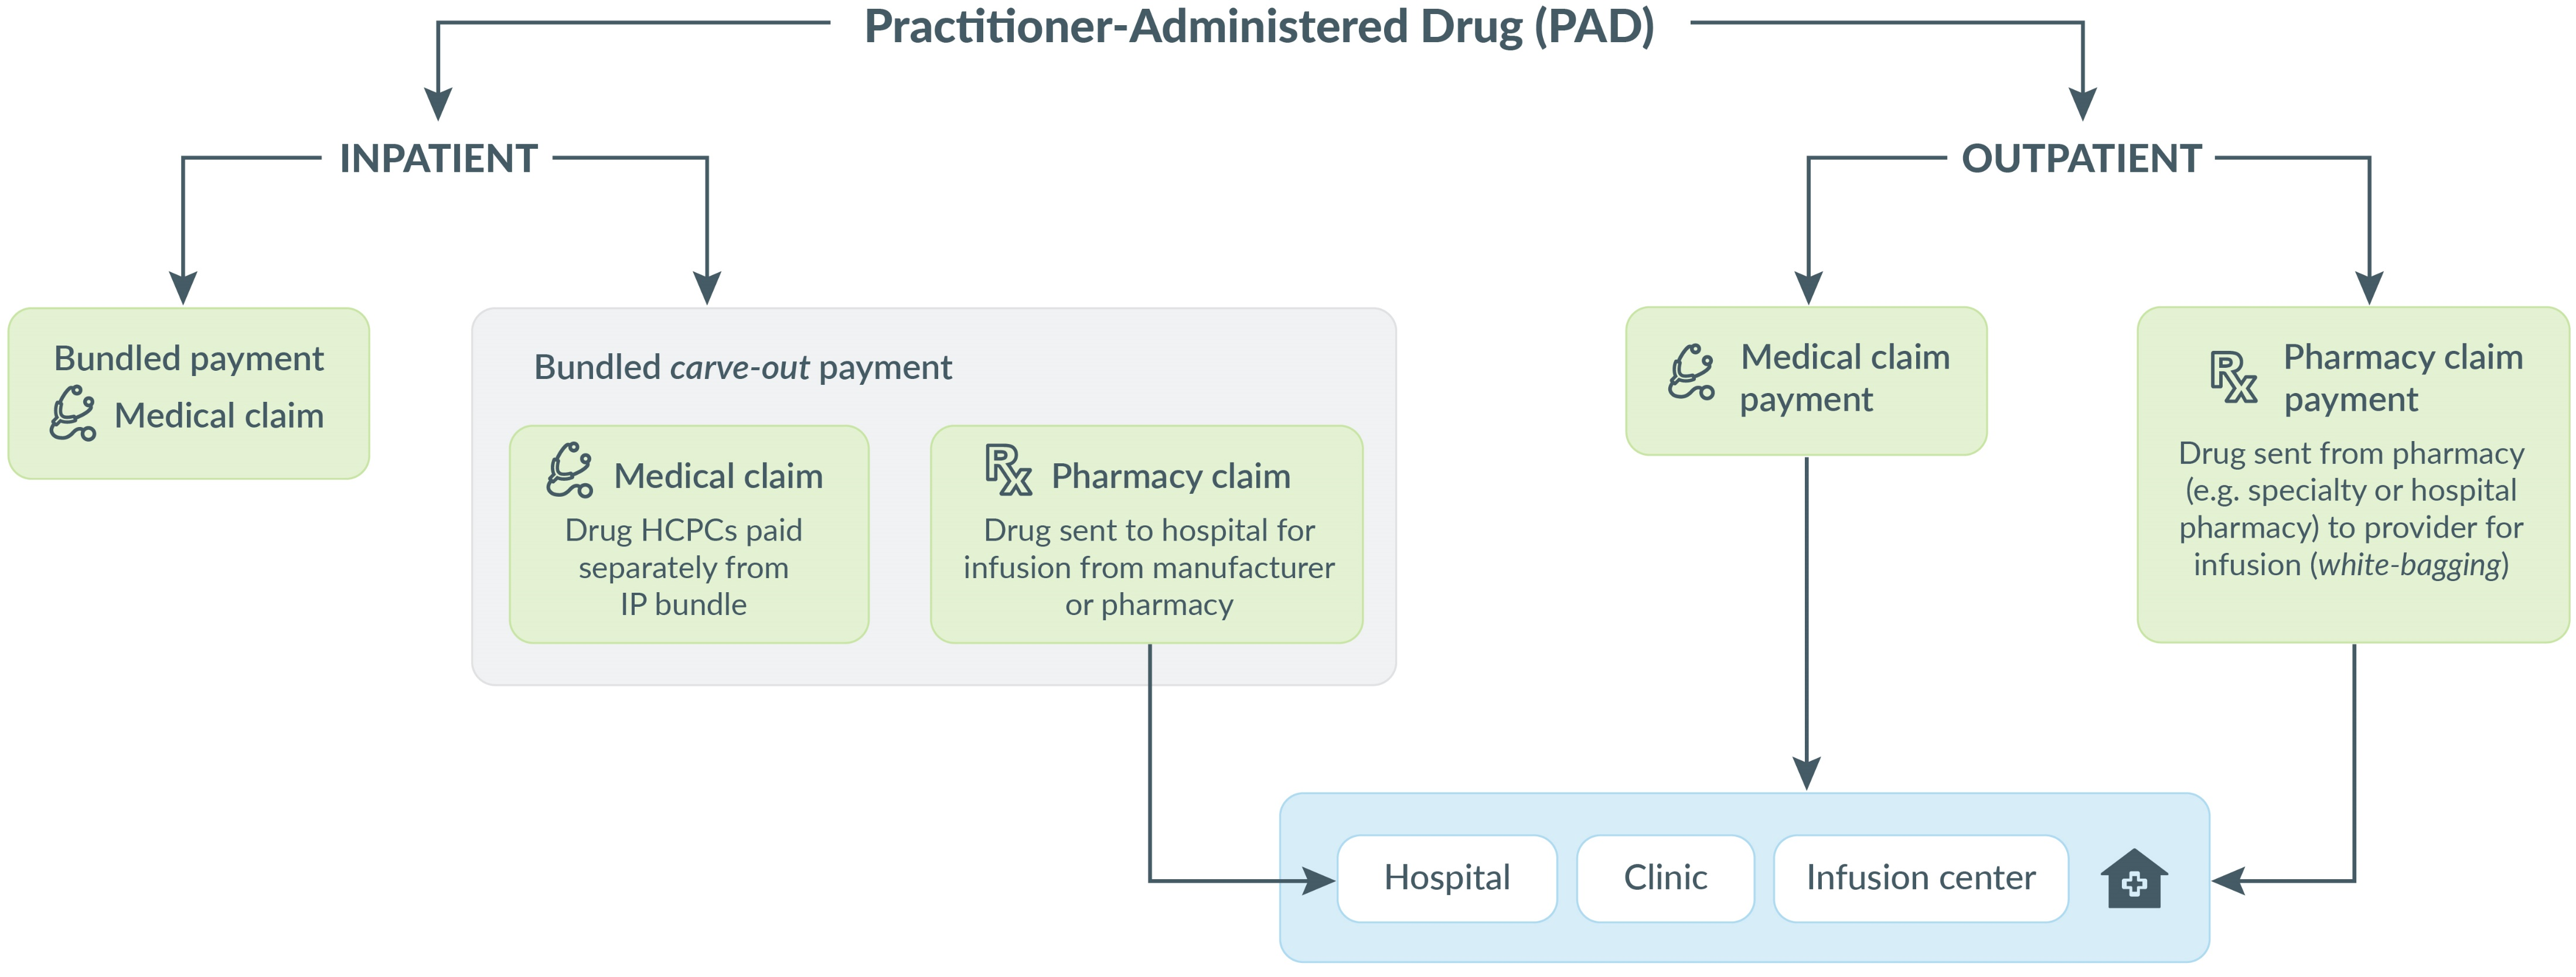 Practitioner-Administered Drug (PAD)
INPATIENT
OUTPATIENT
Bundled payment
Medical claim
Bundled carve-out payment
Medical claim
Drug HCPCs paid
separately from
IP bundle
Rx Pharmacy claim
Drug sent to hospital for
infusion from manufacturer
or pharmacy
Medical claim
payment
Rx Pharmacy claim
payment
Drug sent from pharmacy
(e.g. specialty or hospital
pharmacy) to provider for
infusion (white-bagging)
Hospital
Clinic
Infusion center